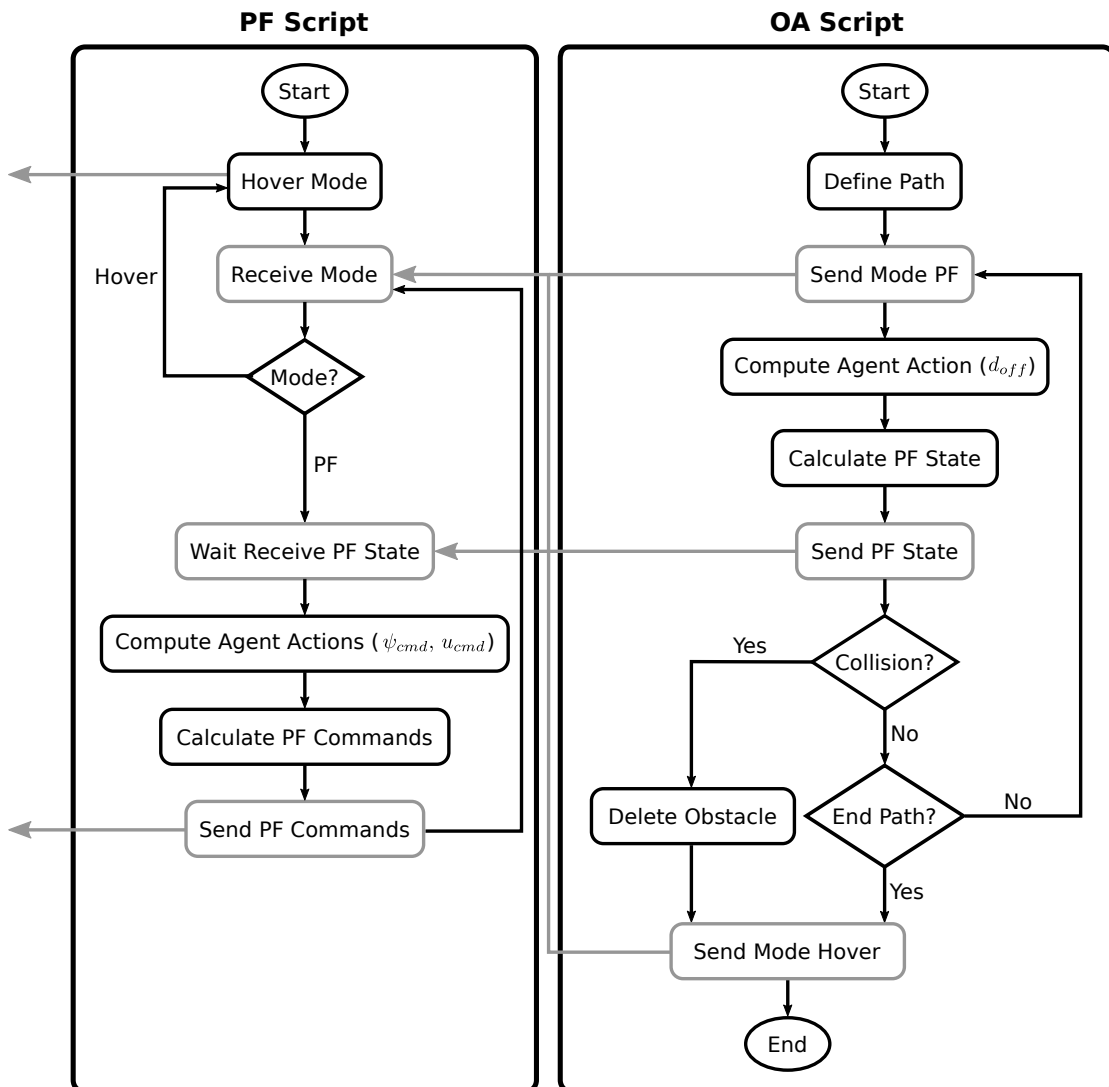 PF Script
Start
Hover Mode
Hover
Receive Mode
Mode?
PF
Wait Receive PF State
Compute Agent Actions (ψ_cmd, u_cmd)
Calculate PF Commands
Send PF Commands
OA Script
Start
Define Path
Send Mode PF
Compute Agent Action (d_off)
Calculate PF State
Send PF State
Yes
Collision?
No
Delete Obstacle
End Path?
No
Yes
Send Mode Hover
End